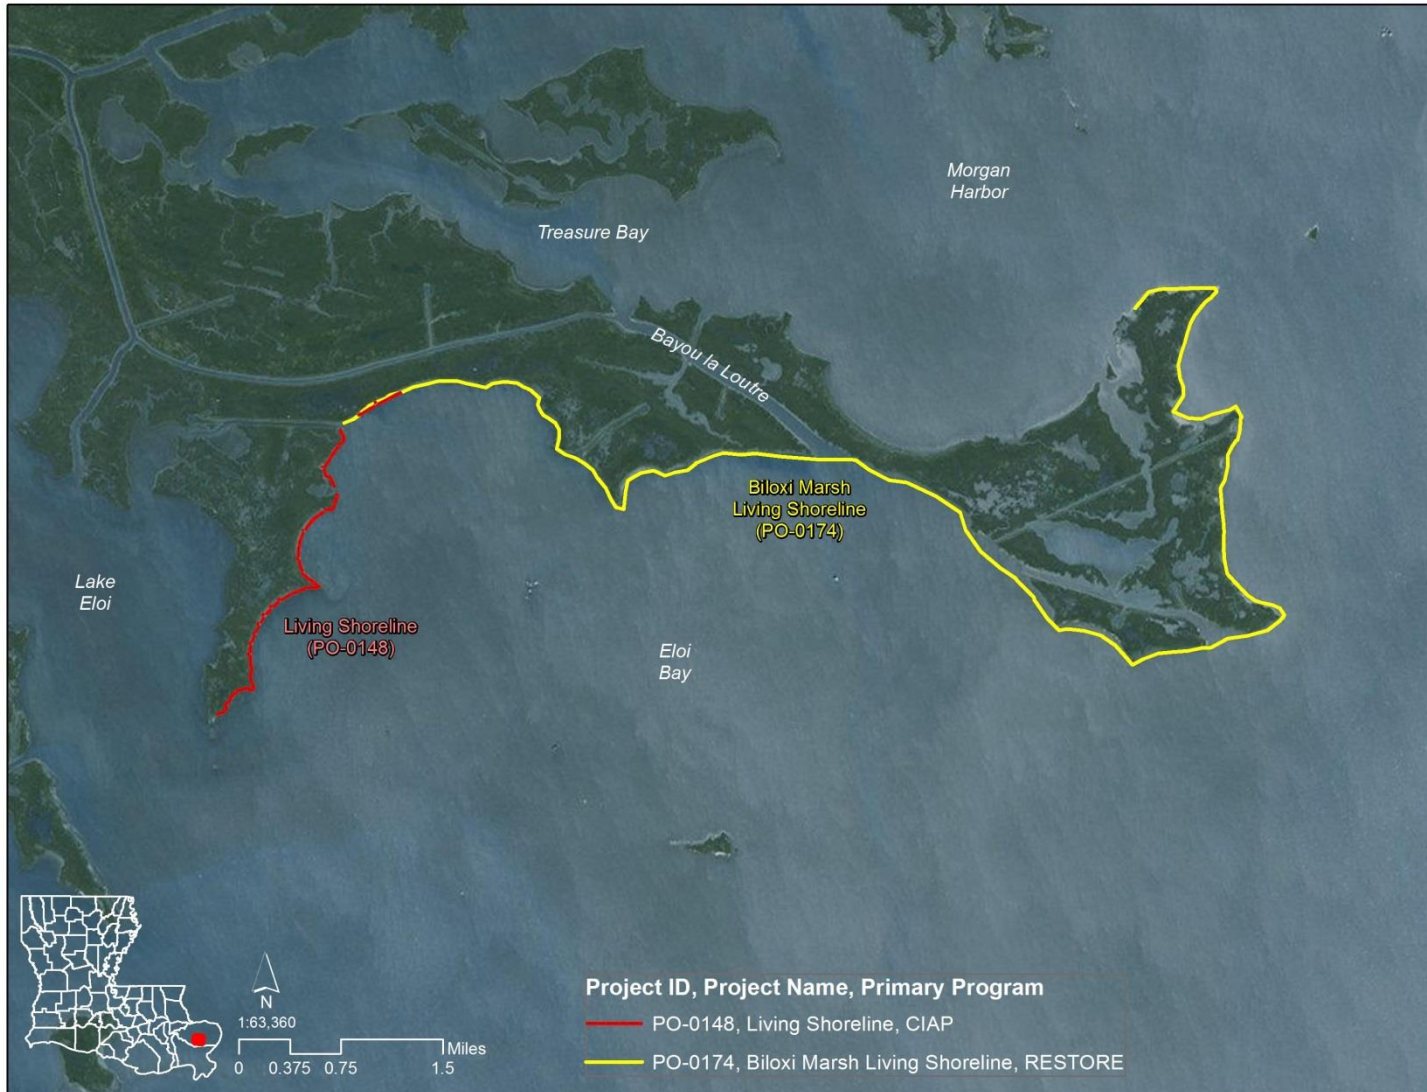 Morgan
Harbor
Treasure Bay
Bayou la Loutre
Biloxi Marsh
Living Shoreline
(PO-0174)
Lake
Eloi
Living Shoreline
(PO-0148)
Eloi
Bay
N
1:63,360
Miles
0 0.375 0.75 1.5
Project ID, Project Name, Primary Program
PO-0148, Living Shoreline, CIAP
PO-0174, Biloxi Marsh Living Shoreline, RESTORE